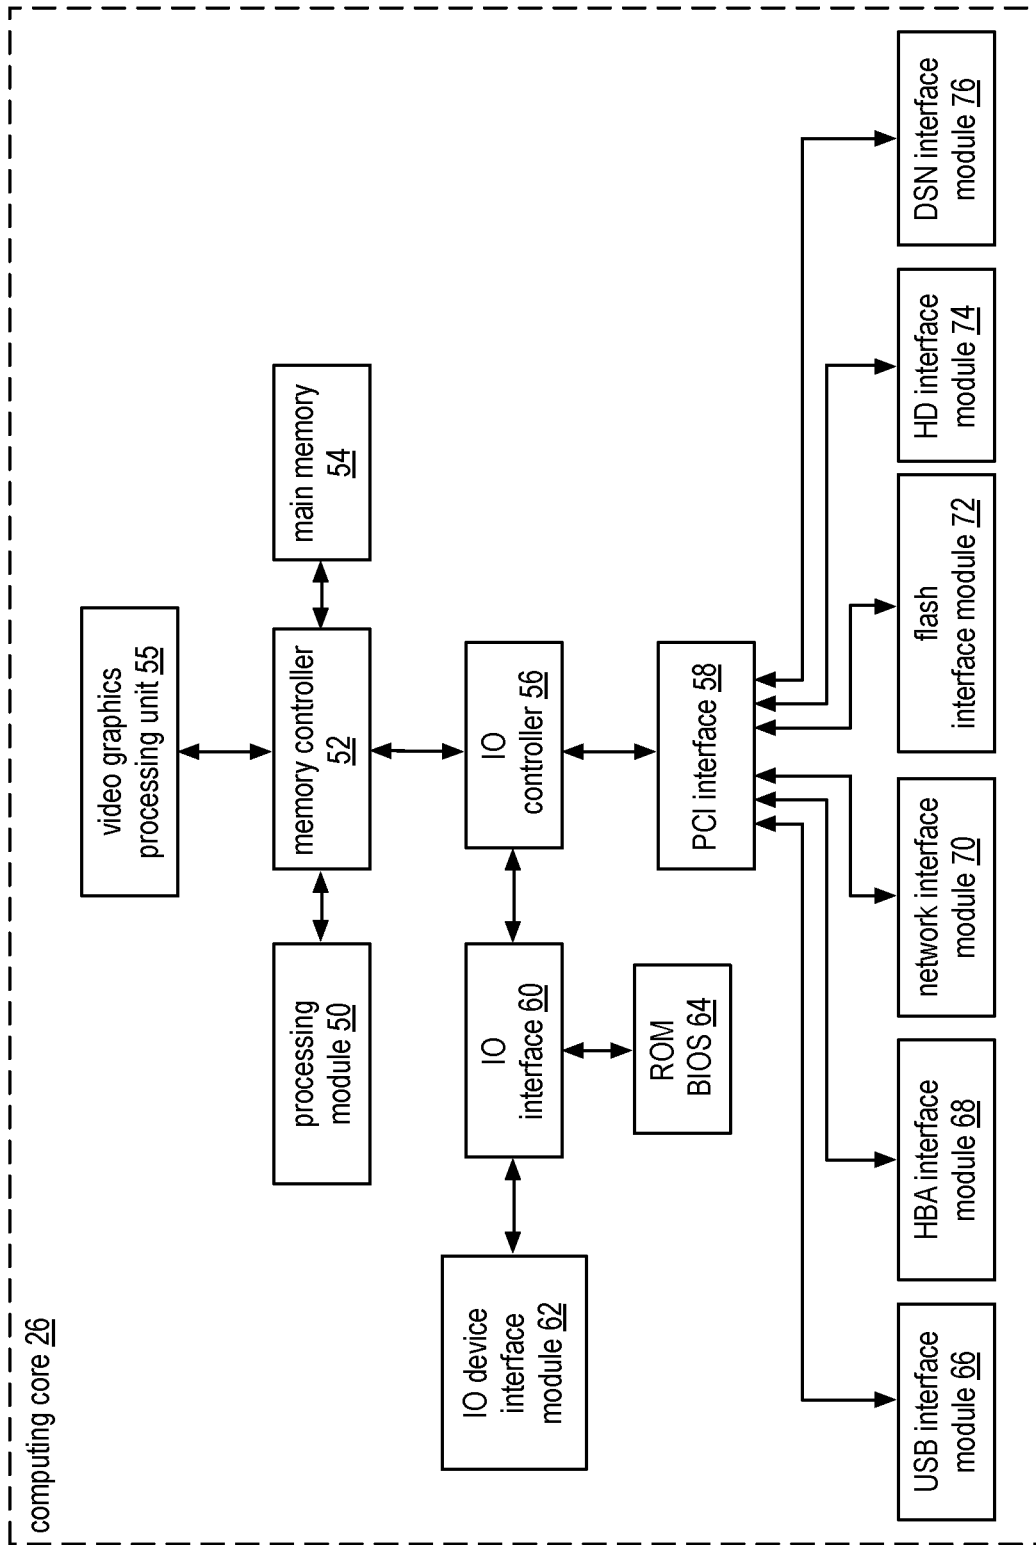 computing core 26
video graphics
processing unit 55
processing
module 50
memory controller
52
main memory
54
IO device
interface
module 62
IO
interface 60
IO
controller 56
ROM
BIOS 64
PCI interface 58
USB interface
module 66
HBA interface
module 68
network interface
module 70
flash
interface module 72
HD interface
module 74
DSN interface
module 76